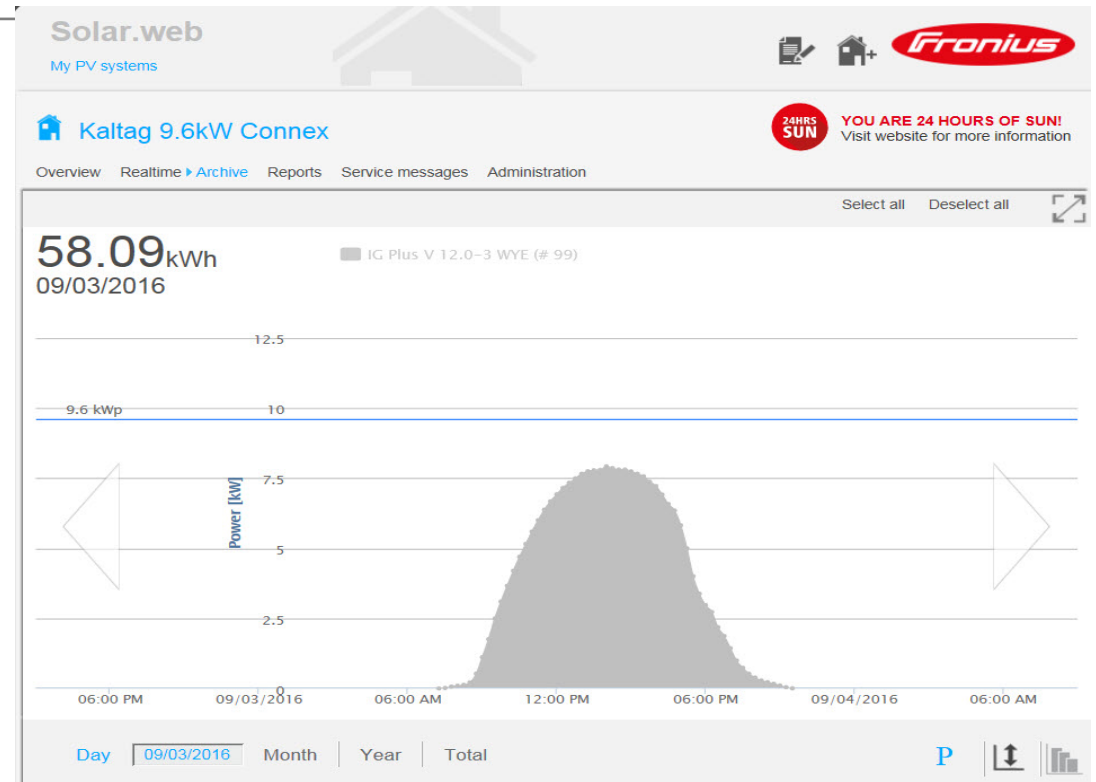 Solar.web
My PV systems
Fronius
Kaltag 9.6kW Connex
24HRS
SUN
YOU ARE 24 HOURS OF SUN!
Visit website for more information
Overview Realtime Archive Reports Service messages Administration
Select all Deselect all
58.09kWh
09/03/2016
IG Plus V 12.0-3 WYE (# 99)
12.5
9.6 kWp
10
7.5
Power [kW]
5
2.5
0
06:00 PM 09/03/2016 06:00 AM 12:00 PM 06:00 PM 09/04/2016 06:00 AM
Day 09/03/2016 Month Year Total
P